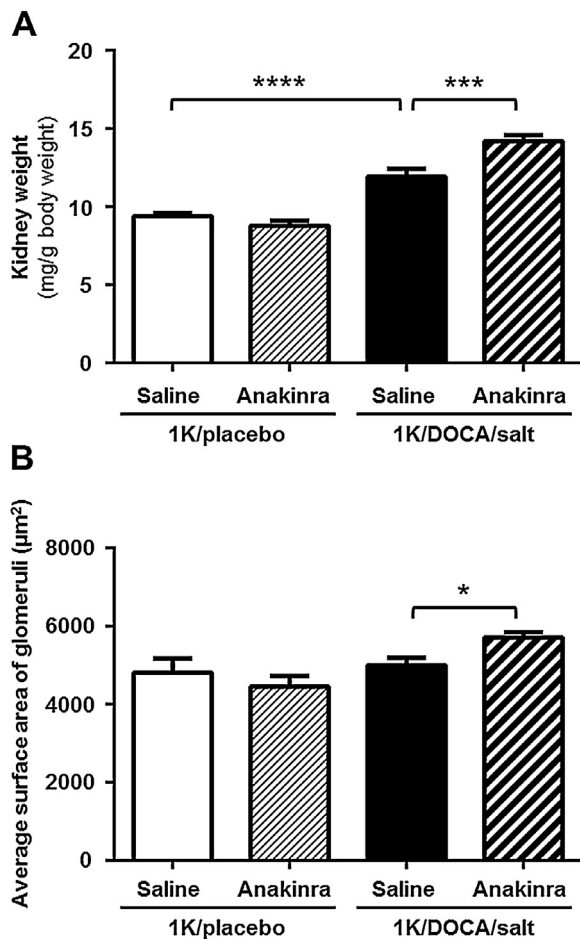 A
Kidney weight
(mg/g body weight)
20
15
10
5
0
****
***
Saline Anakinra Saline Anakinra
1K/placebo 1K/DOCA/salt
B
Average surface area of glomeruli (µm²)
8000
6000
4000
2000
0
*
Saline Anakinra Saline Anakinra
1K/placebo 1K/DOCA/salt